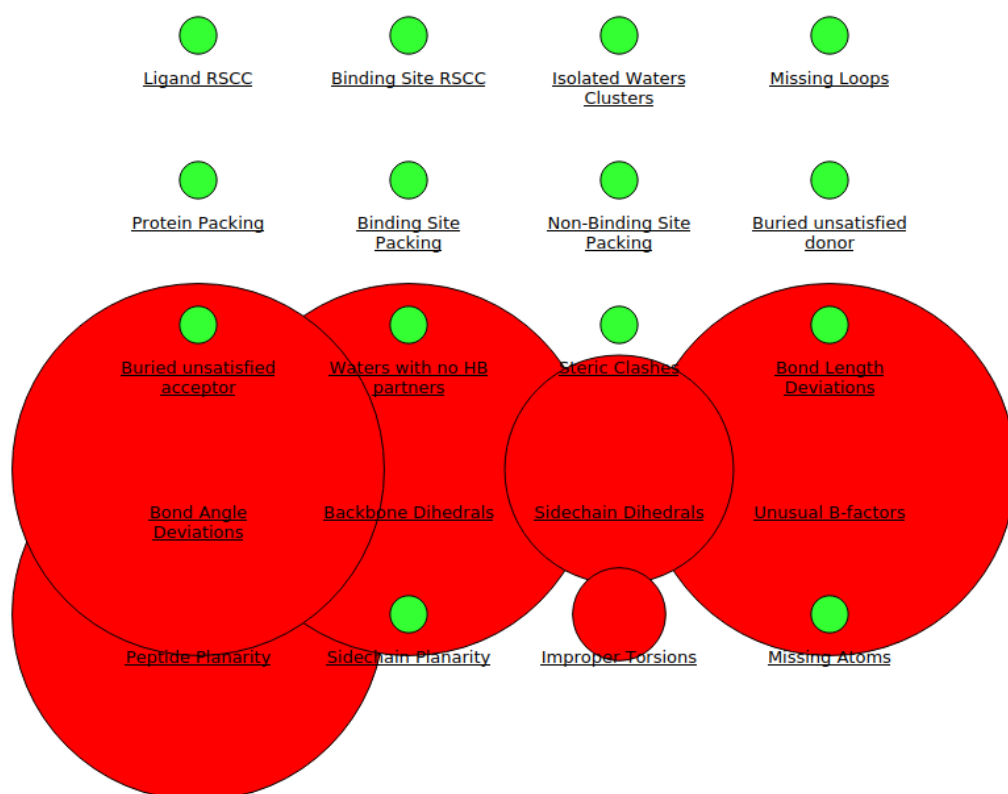 Ligand RSCC
Binding Site RSCC
Isolated Waters
Clusters
Missing Loops
Protein Packing
Binding Site
Packing
Non-Binding Site
Packing
Buried unsatisfied
donor
Buried unsatisfied
acceptor
Waters with no HB
partners
Steric Clashes
Bond Length
Deviations
Bond Angle
Deviations
Backbone Dihedrals
Sidechain Dihedrals
Unusual B-factors
Peptide Planarity
Sidechain Planarity
Improper Torsions
Missing Atoms